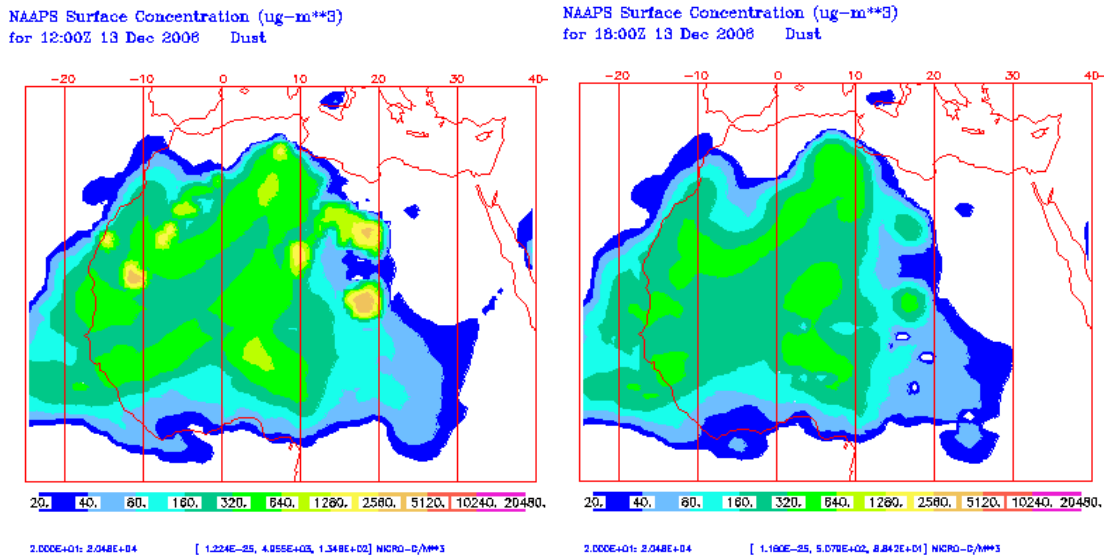 NAAPS Surface Concentration (ug-m**3)
for 12:00Z 13 Dec 2006 Dust
-20 -10 0 10 20 30 40-
20. 40. 80. 160. 320. 640. 1280. 2560. 5120. 10240. 20480.
2.000E+01: 2.048E+04 [ 1.224E-25, 4.955E+03, 1.348E+02] MICRO-G/M**3
NAAPS Surface Concentration (ug-m**3)
for 18:00Z 13 Dec 2006 Dust
-20 -10 0 10 20 30 40-
20. 40. 80. 160. 320. 640. 1280. 2560. 5120. 10240. 20480.
2.000E+01: 2.048E+04 [ 1.160E-25, 5.079E+02, 8.842E+01] MICRO-G/M**3